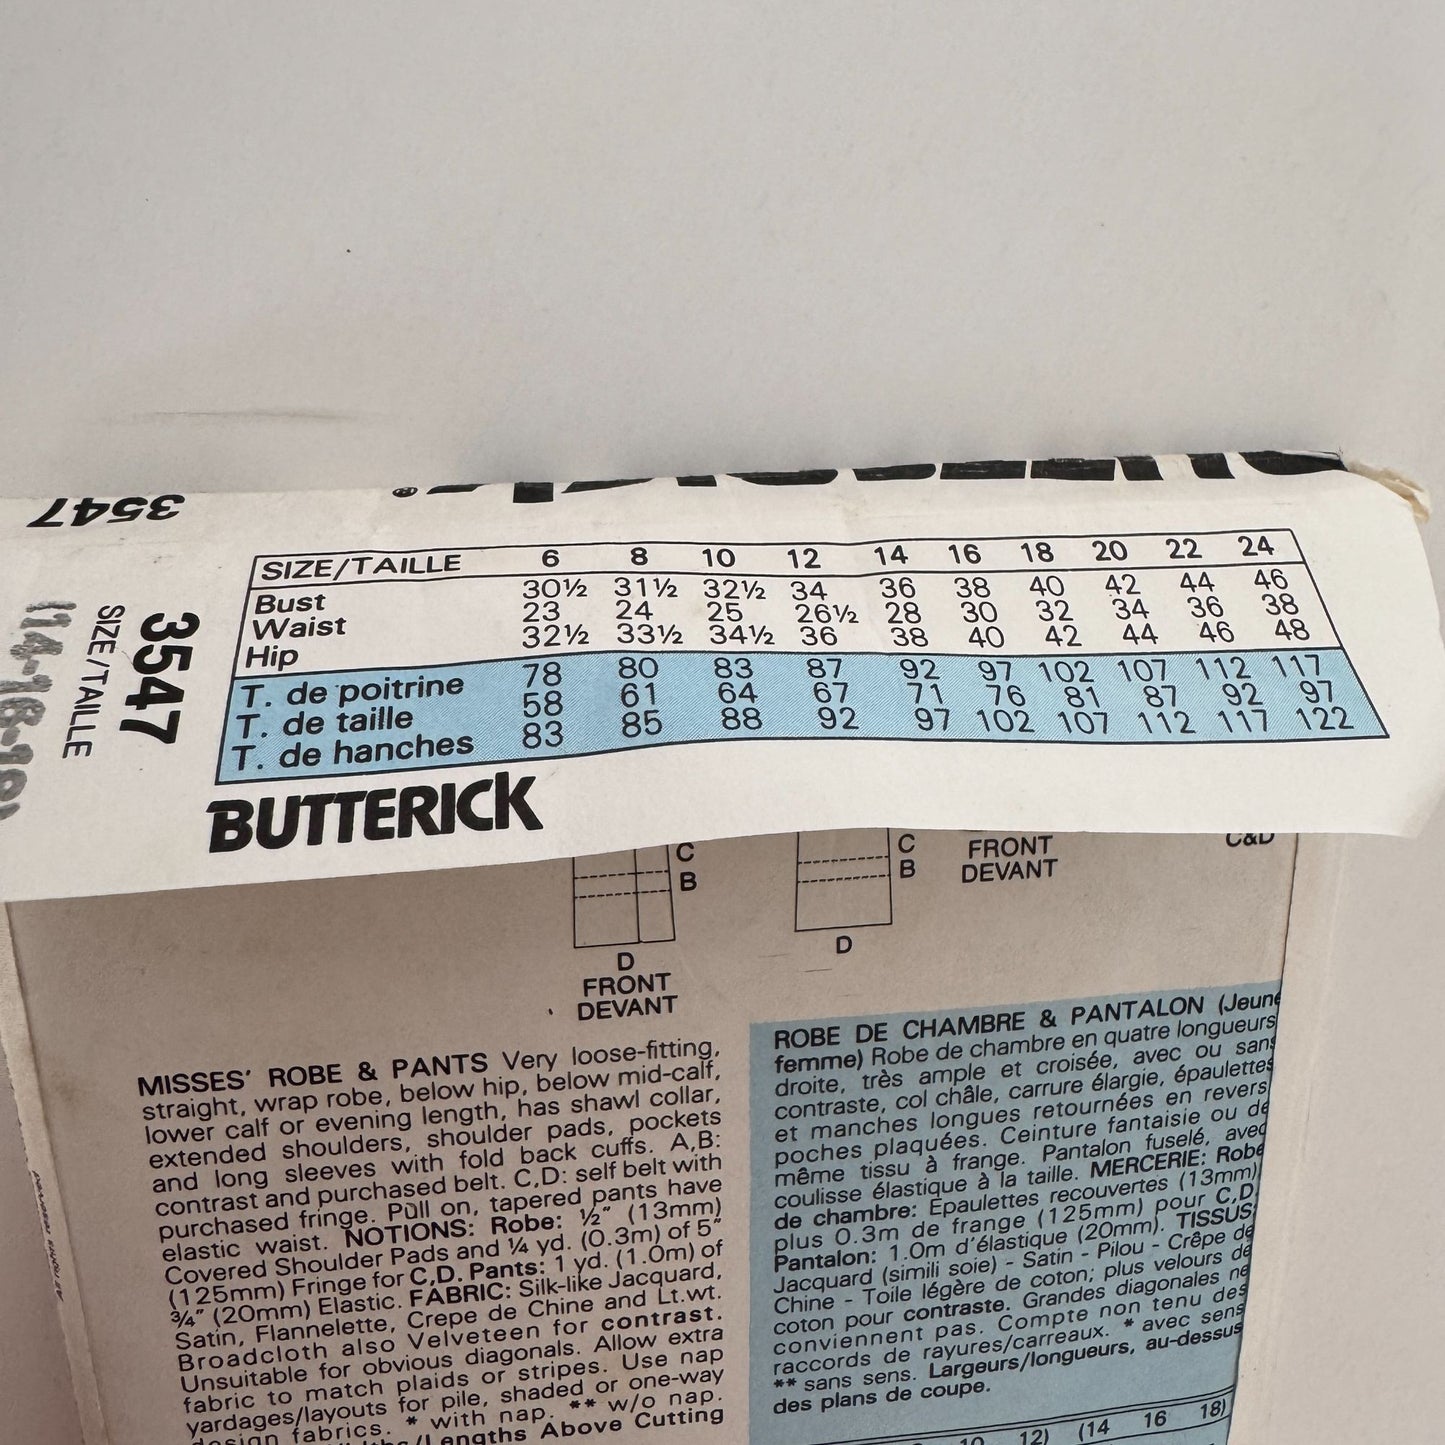 3547
(14-16-18)
SIZE/TAILLE
3547
®
SIZE/TAILLE 6 8 10 12 14 16 18 20 22 24
Bust 30½ 31½ 32½ 34 36 38 40 42 44 46
Waist 23 24 25 26½ 28 30 32 34 36 38
Hip 32½ 33½ 34½ 36 38 40 42 44 46 48
T. de poitrine 78 80 83 87 92 97 102 107 112 117
T. de taille 58 61 64 67 71 76 81 87 92 97
T. de hanches 83 85 88 92 97 102 107 112 117 122
BUTTERICK
C
B
D
FRONT
DEVANT
C
B
D
FRONT
DEVANT
C&D
MISSES' ROBE & PANTS Very loose-fitting,
straight, wrap robe, below hip, below mid-calf,
lower calf or evening length, has shawl collar,
extended shoulders, shoulder pads, pockets
and long sleeves with fold back cuffs. A,B:
contrast and purchased belt. C,D: self belt with
purchased fringe. Pull on, tapered pants have
elastic waist. NOTIONS: Robe: ½" (13mm)
Covered Shoulder Pads and ¼ yd. (0.3m) of 5"
(125mm) Fringe for C,D. Pants: 1 yd. (1.0m) of
¾" (20mm) Elastic. FABRIC: Silk-like Jacquard,
Satin, Flannelette, Crepe de Chine and Lt.wt.
Broadcloth also Velveteen for contrast.
Unsuitable for obvious diagonals. Allow extra
fabric to match plaids or stripes. Use nap
yardages/layouts for pile, shaded or one-way
design fabrics. * with nap. ** w/o nap.
/Lengths Above Cutting
ROBE DE CHAMBRE & PANTALON (Jeune
femme) Robe de chambre en quatre longueurs
droite, très ample et croisée, avec ou sans
contraste, col châle, carrure élargie, épaulettes
et manches longues retournées en revers
poches plaquées. Ceinture fantaisie ou de
même tissu à frange. Pantalon fuselé, avec
coulisse élastique à la taille. MERCERIE: Robe
de chambre: Epaulettes recouvertes (13mm)
plus 0.3m de frange (125mm) pour C,D.
Pantalon: 1.0m d'élastique (20mm). TISSUS:
Jacquard (simili soie) - Satin - Pilou - Crêpe de
Chine - Toile légère de coton; plus velours de
coton pour contraste. Grandes diagonales ne
conviennent pas. Compte non tenu des
raccords de rayures/carreaux. * avec sens
** sans sens. Largeurs/longueurs, au-dessus
des plans de coupe.
10 12) (14 16 18)